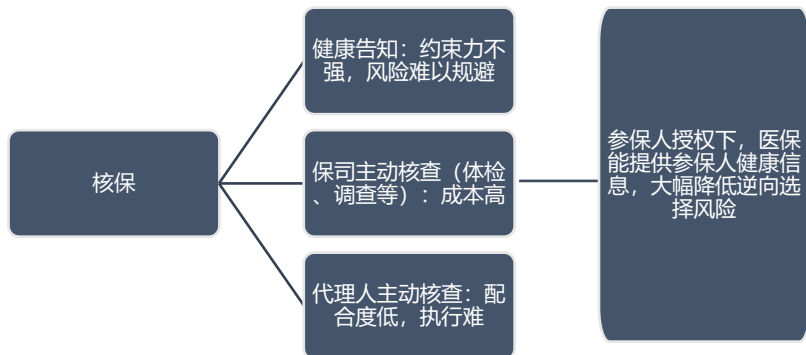 核保
健康告知：约束力不
强，风险难以规避
保司主动核查（体检
、调查等）：成本高
代理人主动核查：配
合度低，执行难
参保人授权下，医保
能提供参保人健康信
息，大幅降低逆向选
择风险